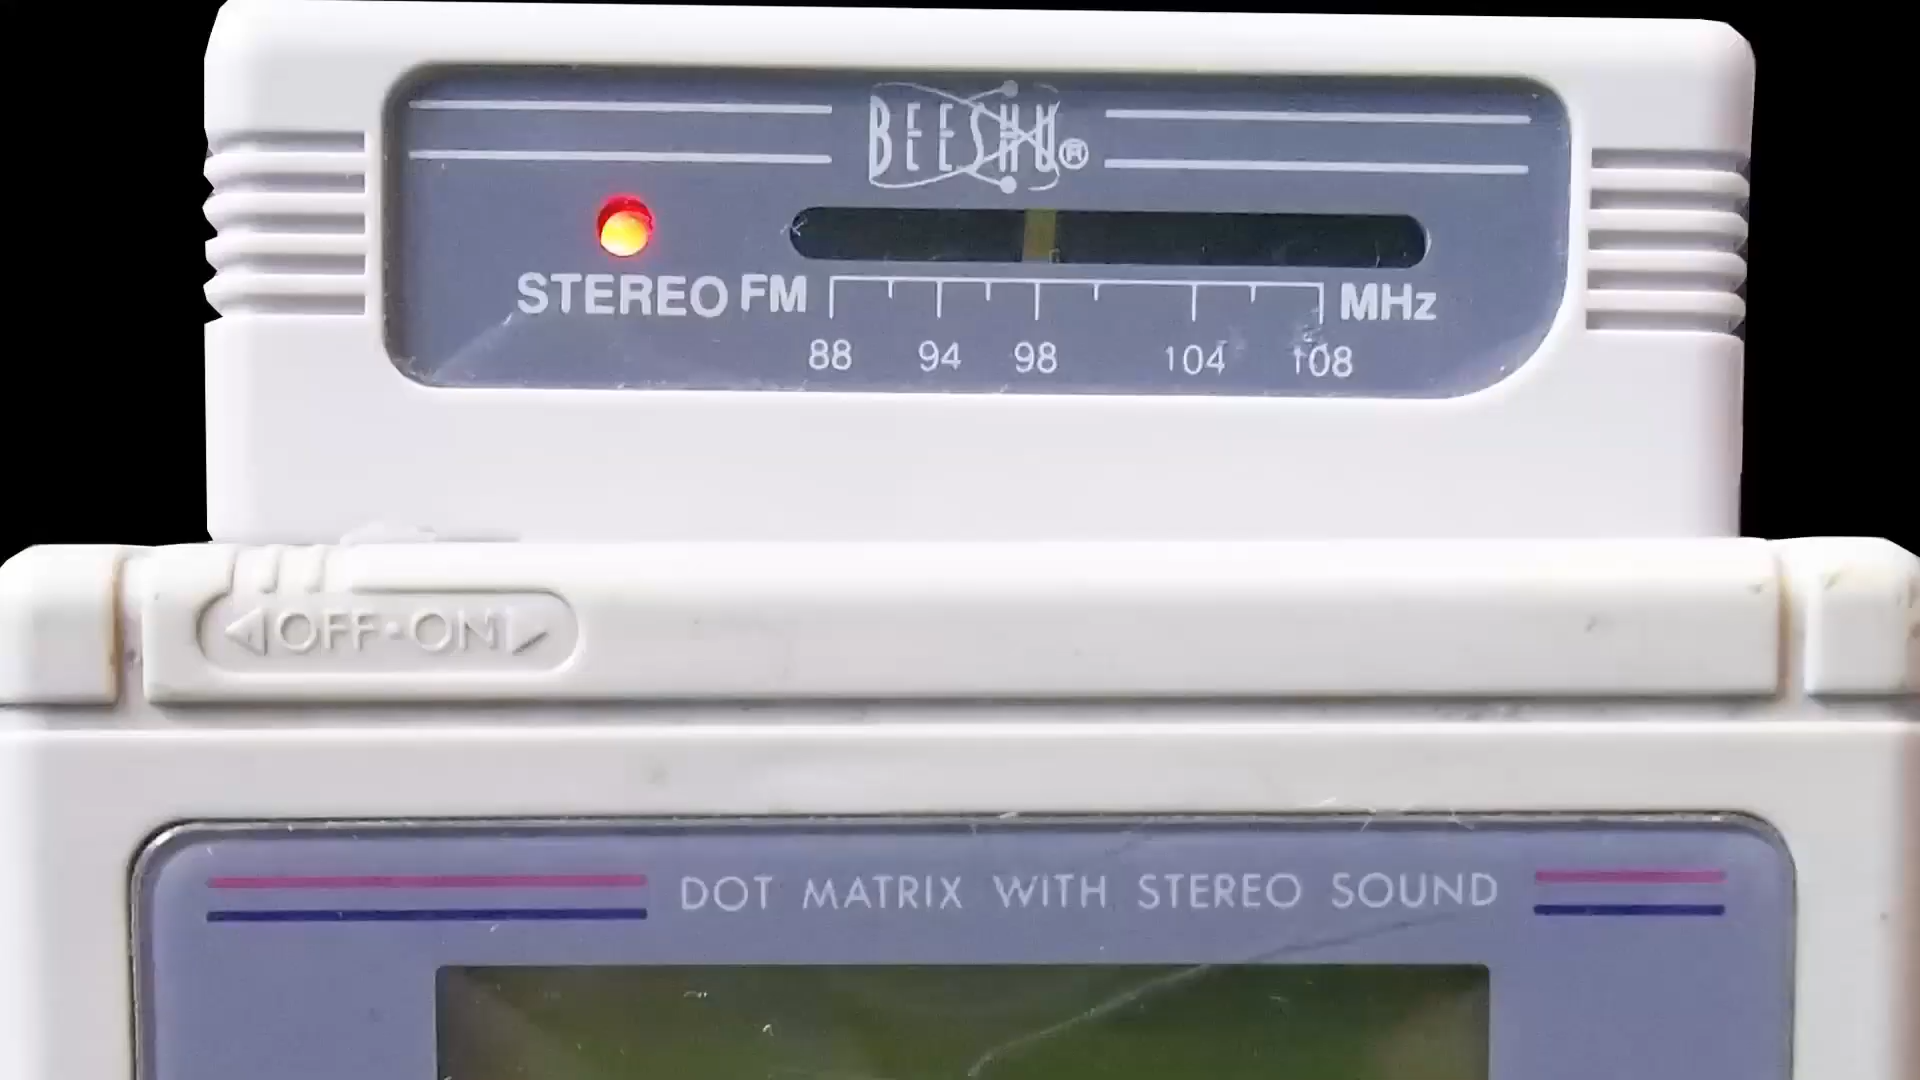 BEESHU®
STEREO FM MHz
88 94 98 104 108
OFF•ON
DOT MATRIX WITH STEREO SOUND